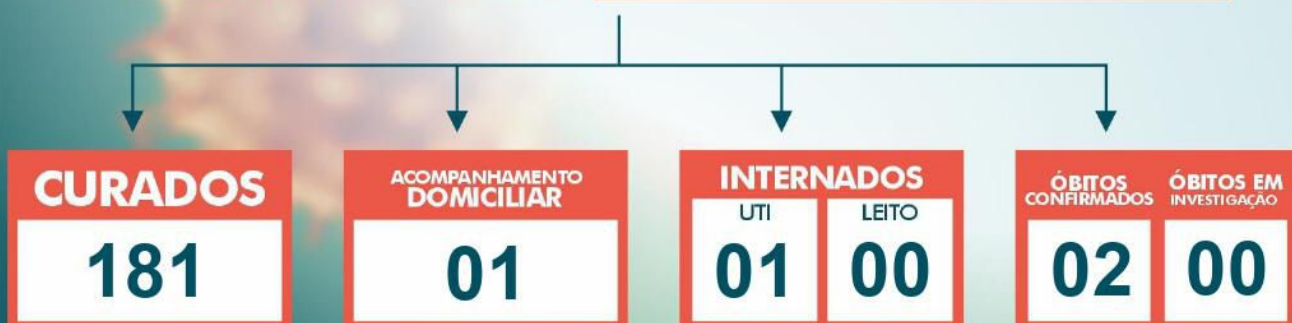 CURADOS
181
ACOMPANHAMENTO
DOMICILIAR
01
INTERNADOS
UTI
01
LEITO
00
ÓBITOS
CONFIRMADOS
02
ÓBITOS EM
INVESTIGAÇÃO
00